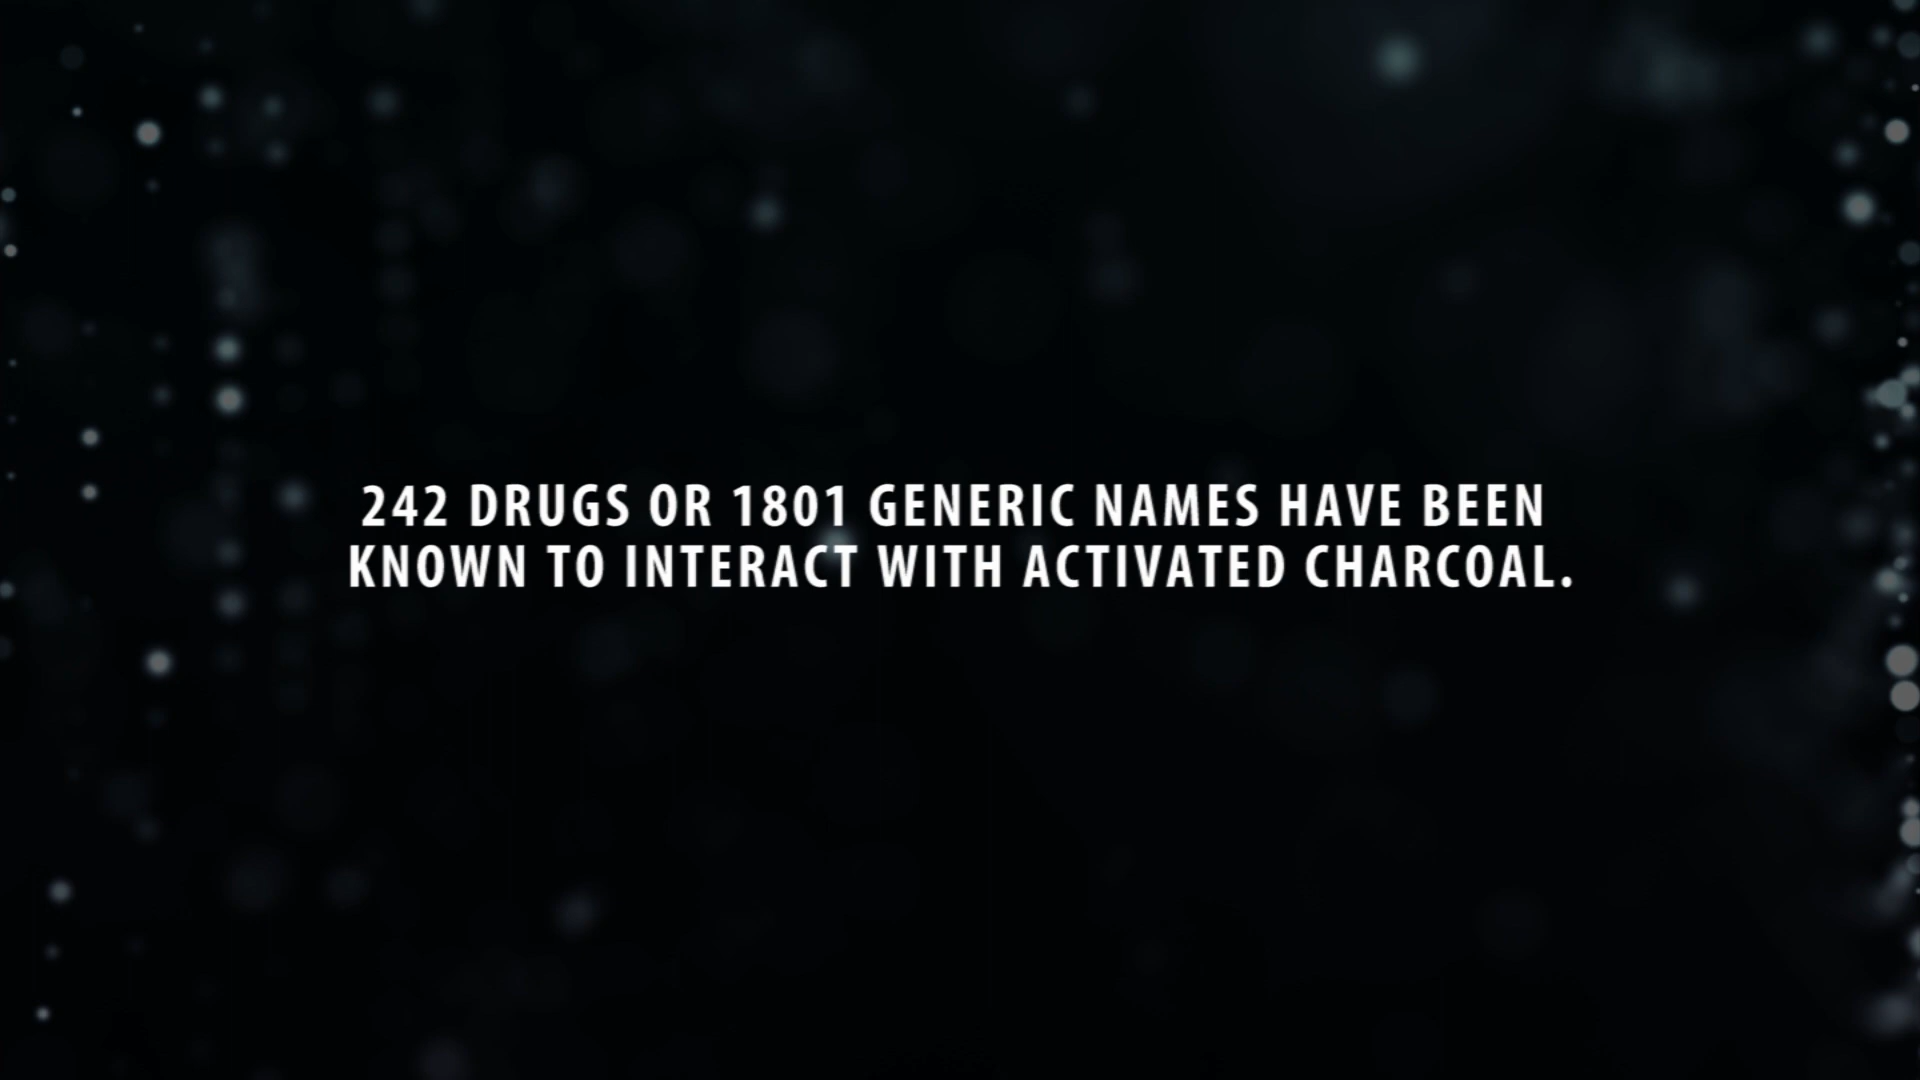 242 DRUGS OR 1801 GENERIC NAMES HAVE BEEN
KNOWN TO INTERACT WITH ACTIVATED CHARCOAL.